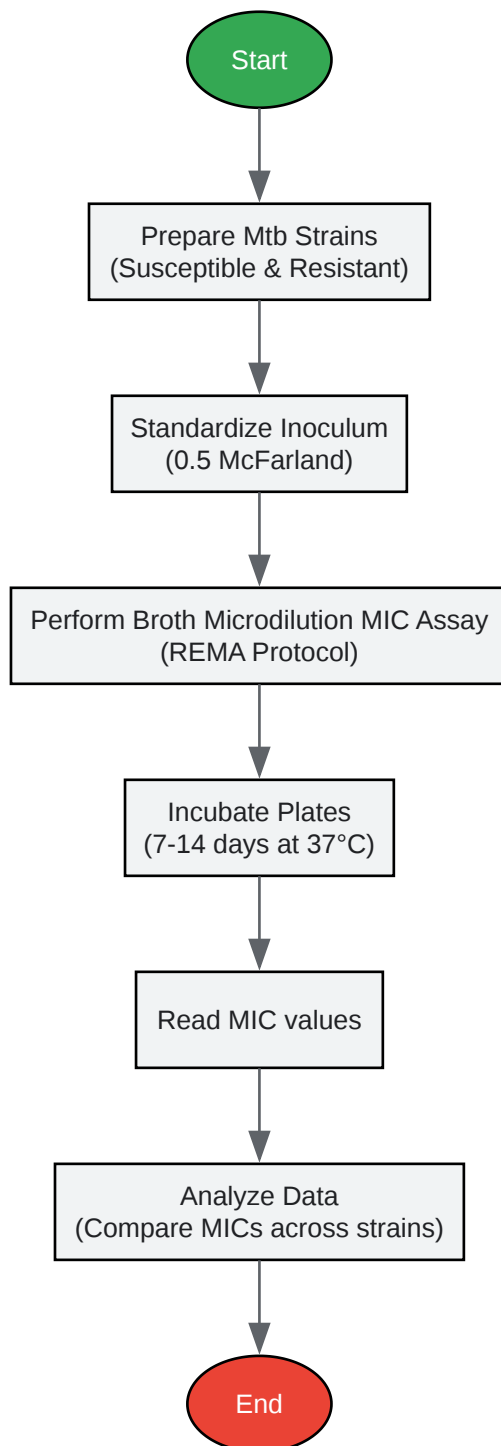 Start
Prepare Mtb Strains
(Susceptible & Resistant)
Standardize Inoculum
(0.5 McFarland)
Perform Broth Microdilution MIC Assay
(REMA Protocol)
Incubate Plates
(7-14 days at 37°C)
Read MIC values
Analyze Data
(Compare MICs across strains)
End